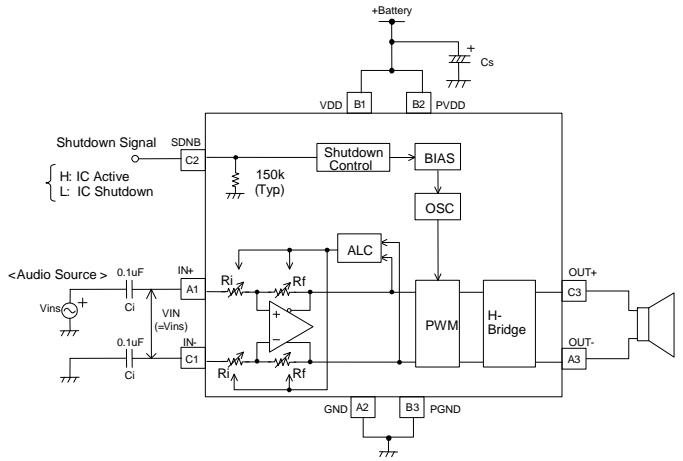 +Battery
+
Cs
VDD
B1
B2
PVDD
Shutdown Signal
SDNB
C2
H: IC Active
L: IC Shutdown
150k
(Typ)
Shutdown
Control
BIAS
OSC
ALC
<Audio Source >
0.1uF
IN+
A1
Ri
Rf
Vins
+
Ci
VIN
(=Vins)
+
−
PWM
H-
Bridge
OUT+
C3
0.1uF
IN-
C1
Ci
Ri
Rf
OUT-
A3
GND
A2
B3
PGND